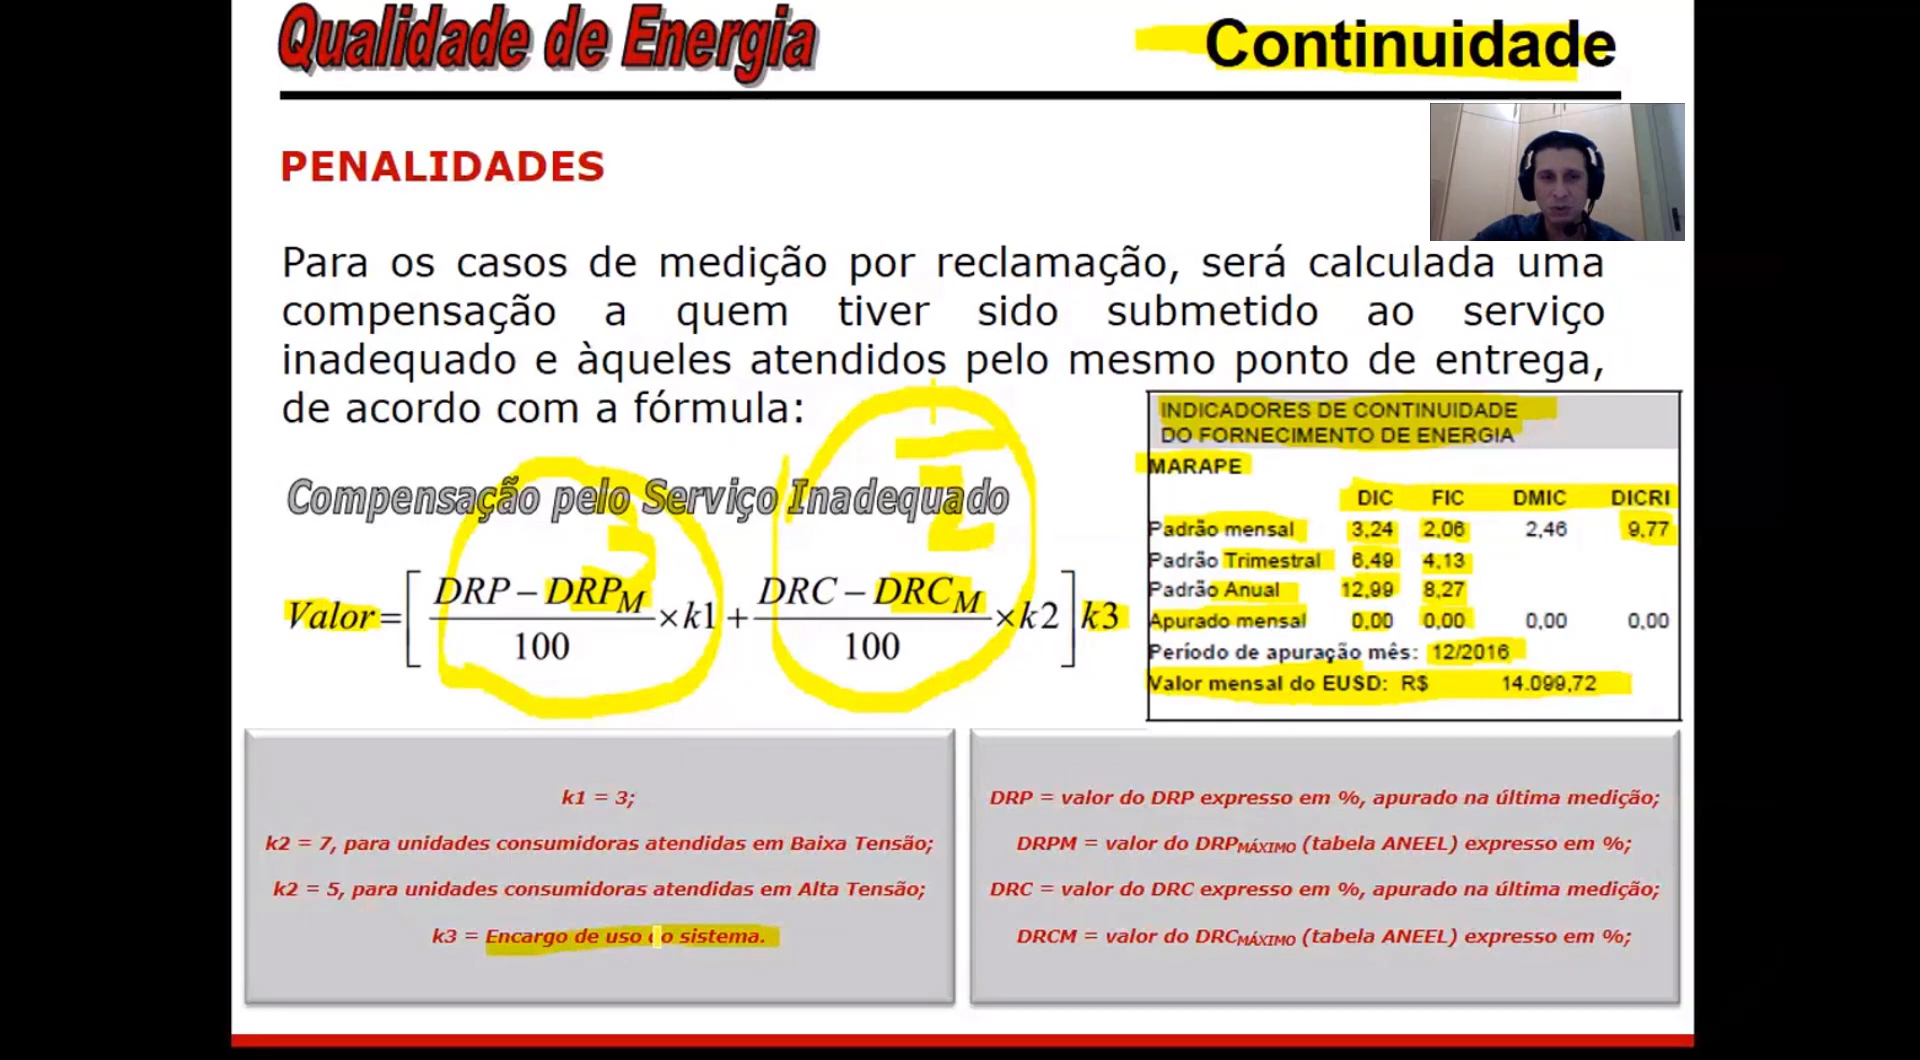 Qualidade de Energia
Continuidade
PENALIDADES
Para os casos de medição por reclamação, será calculada uma
compensação a quem tiver sido submetido ao serviço
inadequado e àqueles atendidos pelo mesmo ponto de entrega,
de acordo com a fórmula:
Compensação pelo Serviço Inadequado
Valor = [ (DRP − DRP_M)/100 × k1 + (DRC − DRC_M)/100 × k2 ] k3
INDICADORES DE CONTINUIDADE
DO FORNECIMENTO DE ENERGIA
MARAPE
DIC FIC DMIC DICRI
Padrão mensal 3,24 2,06 2,46 9,77
Padrão Trimestral 6,49 4,13
Padrão Anual 12,99 8,27
Apurado mensal 0,00 0,00 0,00 0,00
Período de apuração mês: 12/2016
Valor mensal do EUSD: R$ 14.099,72
k1 = 3;
k2 = 7, para unidades consumidoras atendidas em Baixa Tensão;
k2 = 5, para unidades consumidoras atendidas em Alta Tensão;
k3 = Encargo de uso do sistema.
DRP = valor do DRP expresso em %, apurado na última medição;
DRPM = valor do DRPMÁXIMO (tabela ANEEL) expresso em %;
DRC = valor do DRC expresso em %, apurado na última medição;
DRCM = valor do DRCMÁXIMO (tabela ANEEL) expresso em %;